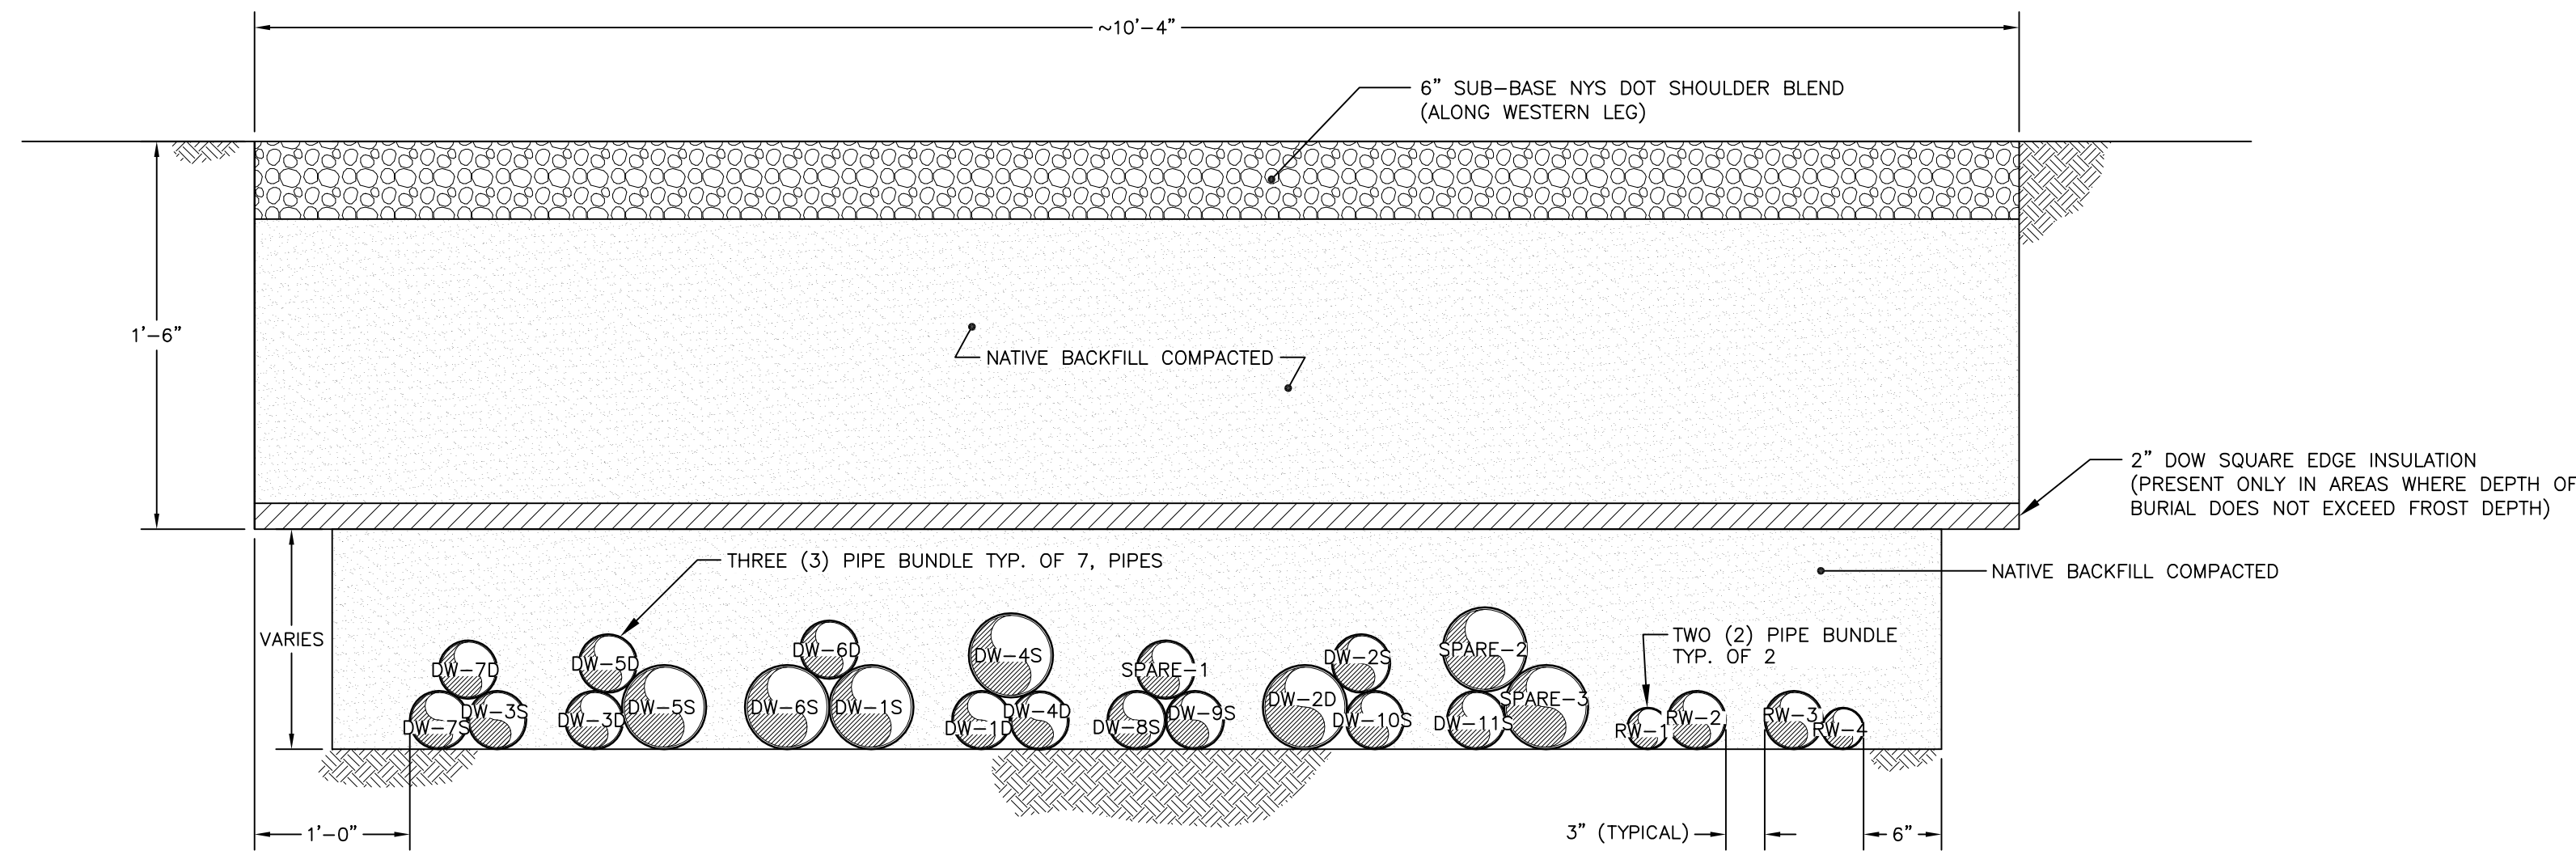 ~10'-4"
6" SUB-BASE NYS DOT SHOULDER BLEND
(ALONG WESTERN LEG)
1'-6"
NATIVE BACKFILL COMPACTED
2" DOW SQUARE EDGE INSULATION
(PRESENT ONLY IN AREAS WHERE DEPTH OF
BURIAL DOES NOT EXCEED FROST DEPTH)
THREE (3) PIPE BUNDLE TYP. OF 7, PIPES
NATIVE BACKFILL COMPACTED
VARIES
TWO (2) PIPE BUNDLE
TYP. OF 2
DW-7D
DW-7S
DW-3S
DW-5D
DW-3D
DW-5S
DW-6D
DW-6S
DW-1S
DW-4S
DW-1D
DW-4D
SPARE-1
DW-8S
DW-9S
DW-2S
DW-2D
DW-10S
SPARE-2
DW-11S
SPARE-3
RW-1
RW-2
RW-3
RW-4
1'-0"
3" (TYPICAL)
6"